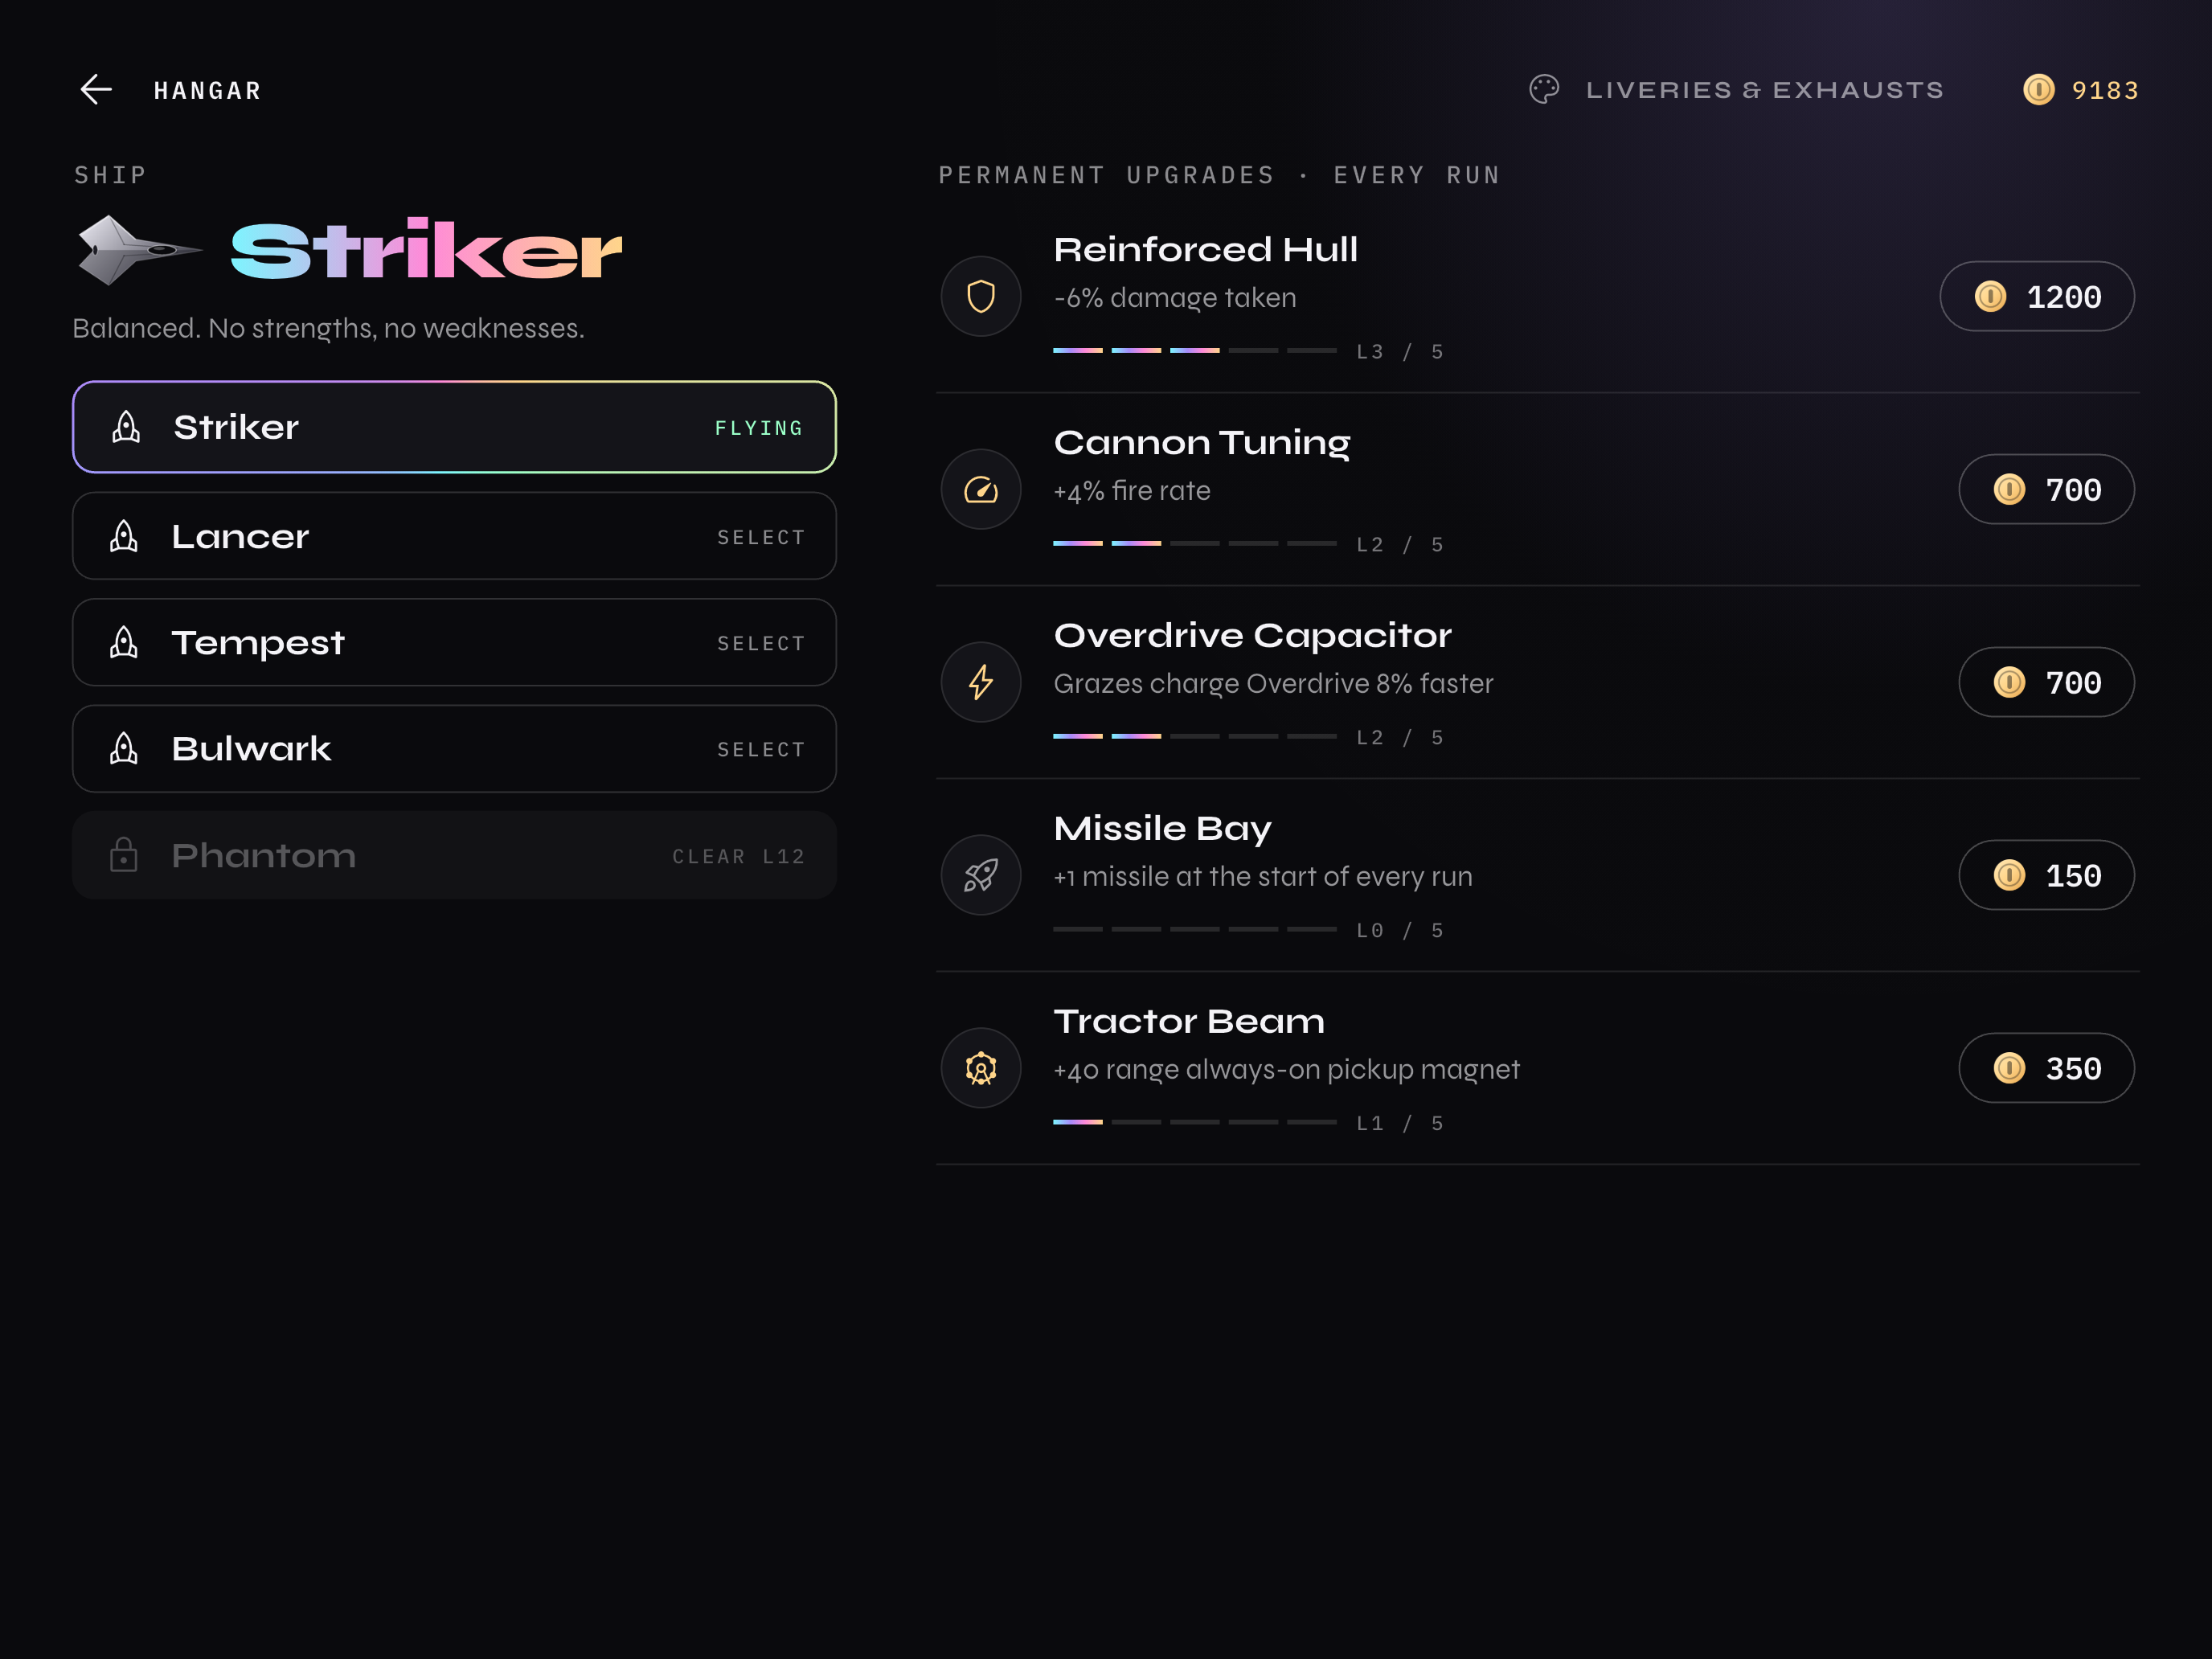 HANGAR
LIVERIES & EXHAUSTS
9183
SHIP
Striker
Balanced. No strengths, no weaknesses.
Striker
FLYING
Lancer
SELECT
Tempest
SELECT
Bulwark
SELECT
Phantom
CLEAR L12
PERMANENT UPGRADES · EVERY RUN
Reinforced Hull
-6% damage taken
L3 / 5
1200
Cannon Tuning
+4% fire rate
L2 / 5
700
Overdrive Capacitor
Grazes charge Overdrive 8% faster
L2 / 5
700
Missile Bay
+1 missile at the start of every run
L0 / 5
150
Tractor Beam
+40 range always-on pickup magnet
L1 / 5
350